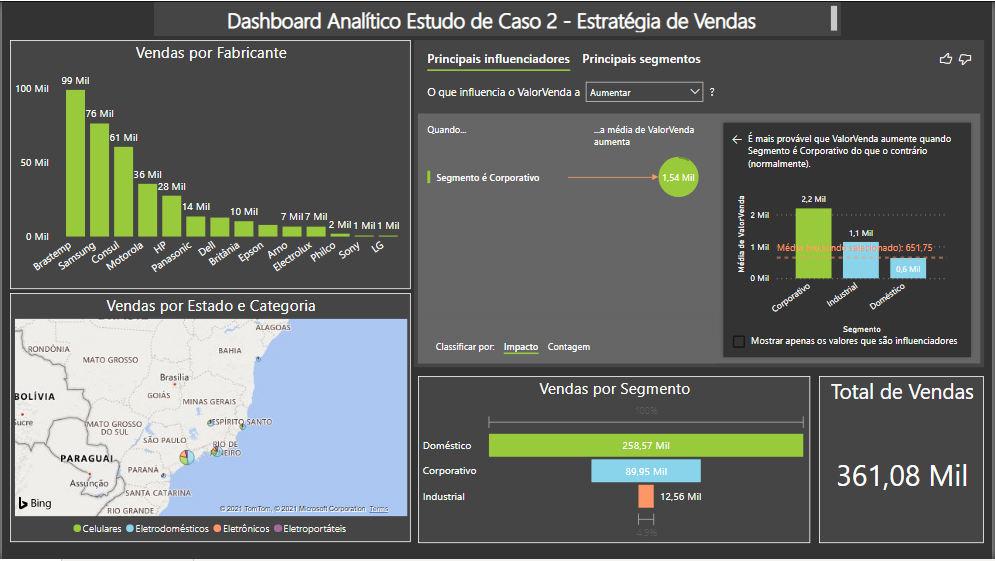 Dashboard Analítico Estudo de Caso 2 - Estratégia de Vendas
Vendas por Fabricante
100 Mil
50 Mil
0 Mil
99 Mil
76 Mil
61 Mil
36 Mil
28 Mil
14 Mil
10 Mil
7 Mil
7 Mil
2 Mil
1 Mil
1 Mil
Brastemp
Samsung
Consul
Motorola
HP
Panasonic
Dell
Britânia
Epson
Arno
Electrolux
Philco
Sony
LG
Principais influenciadores
Principais segmentos
O que influencia o ValorVenda a
Aumentar
?
Quando...
...a média de ValorVenda
aumenta
Segmento é Corporativo
1,54 Mil
Classificar por:
Impacto
Contagem
É mais provável que ValorVenda aumente quando
Segmento é Corporativo do que o contrário
(normalmente).
Média de ValorVenda
2 Mil
1 Mil
0 Mil
2,2 Mil
1,1 Mil
0,6 Mil
Média (excluindo selecionado): 651,75
Corporativo
Industrial
Doméstico
Segmento
Mostrar apenas os valores que são influenciadores
Vendas por Estado e Categoria
ALAGOAS
RONDÔNIA
MATO GROSSO
BAHIA
Brasília
BOLÍVIA
GOIÁS
MINAS GERAIS
Sucre
MATO GROSSO
DO SUL
ESPÍRITO SANTO
SÃO PAULO
RIO DE
JANEIRO
PARAGUAI
PARANÁ
Assunção
SANTA CATARINA
RIO GRANDE
Bing
© 2021 TomTom, © 2021 Microsoft Corporation Terms
Celulares
Eletrodomésticos
Eletrônicos
Eletroportáteis
Vendas por Segmento
100%
Doméstico
258,57 Mil
Corporativo
89,95 Mil
Industrial
12,56 Mil
4.9%
Total de Vendas
361,08 Mil